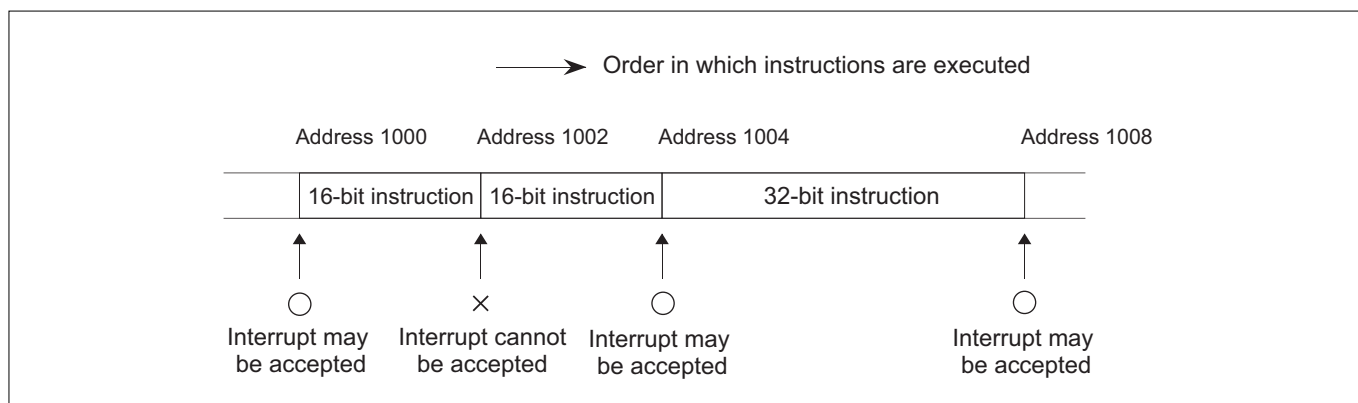 Order in which instructions are executed
Address 1000 Address 1002 Address 1004 Address 1008
16-bit instruction 16-bit instruction 32-bit instruction
Interrupt may Interrupt cannot Interrupt may Interrupt may
be accepted be accepted be accepted be accepted